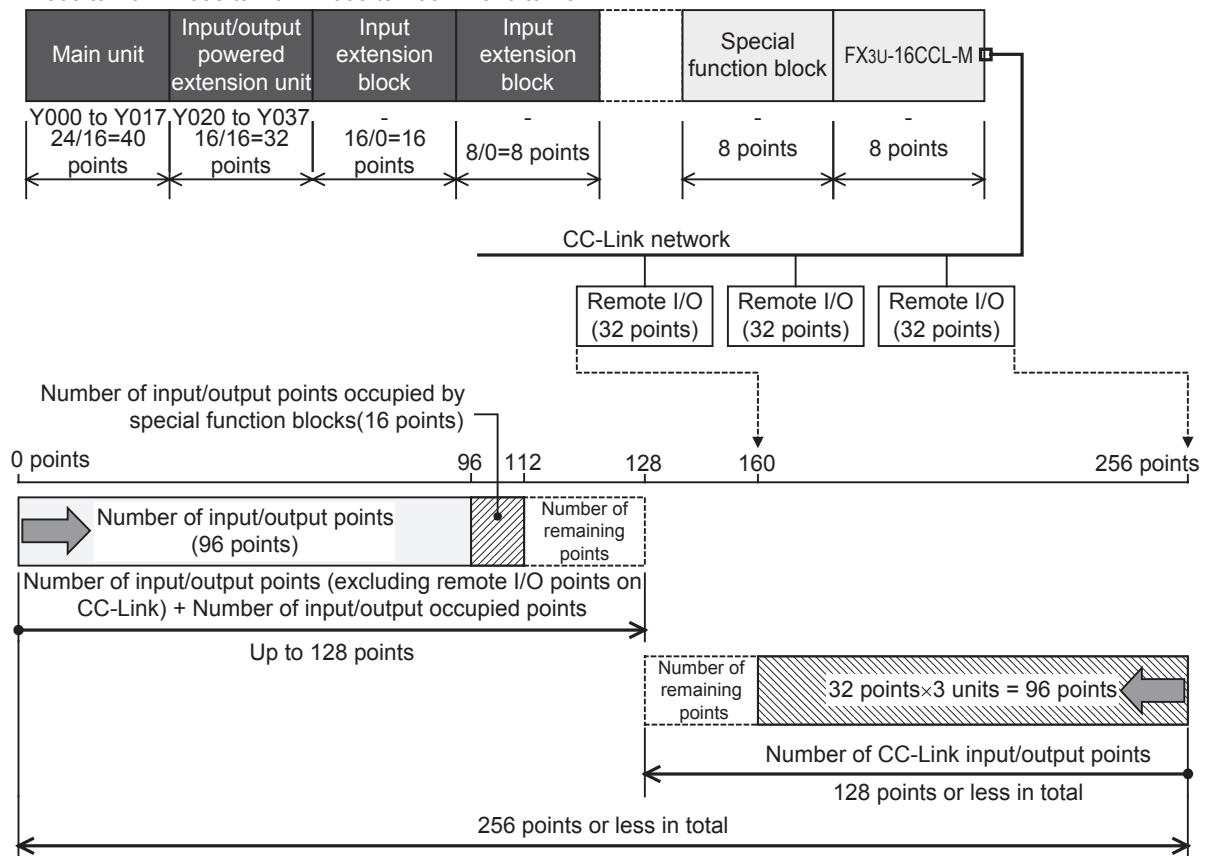 Main unit
Input/output
powered
extension unit
Input
extension
block
Input
extension
block
Special
function block
FX3U-16CCL-M
Y000 to Y017
Y020 to Y037
-
-
-
-
24/16=40
points
16/16=32
points
16/0=16
points
8/0=8 points
8 points
8 points
CC-Link network
Remote I/O
(32 points)
Remote I/O
(32 points)
Remote I/O
(32 points)
Number of input/output points occupied by
special function blocks(16 points)
0 points
96
112
128
160
256 points
Number of input/output points
(96 points)
Number of
remaining
points
Number of input/output points (excluding remote I/O points on
CC-Link) + Number of input/output occupied points
Up to 128 points
Number of
remaining
points
32 points×3 units = 96 points
Number of CC-Link input/output points
128 points or less in total
256 points or less in total